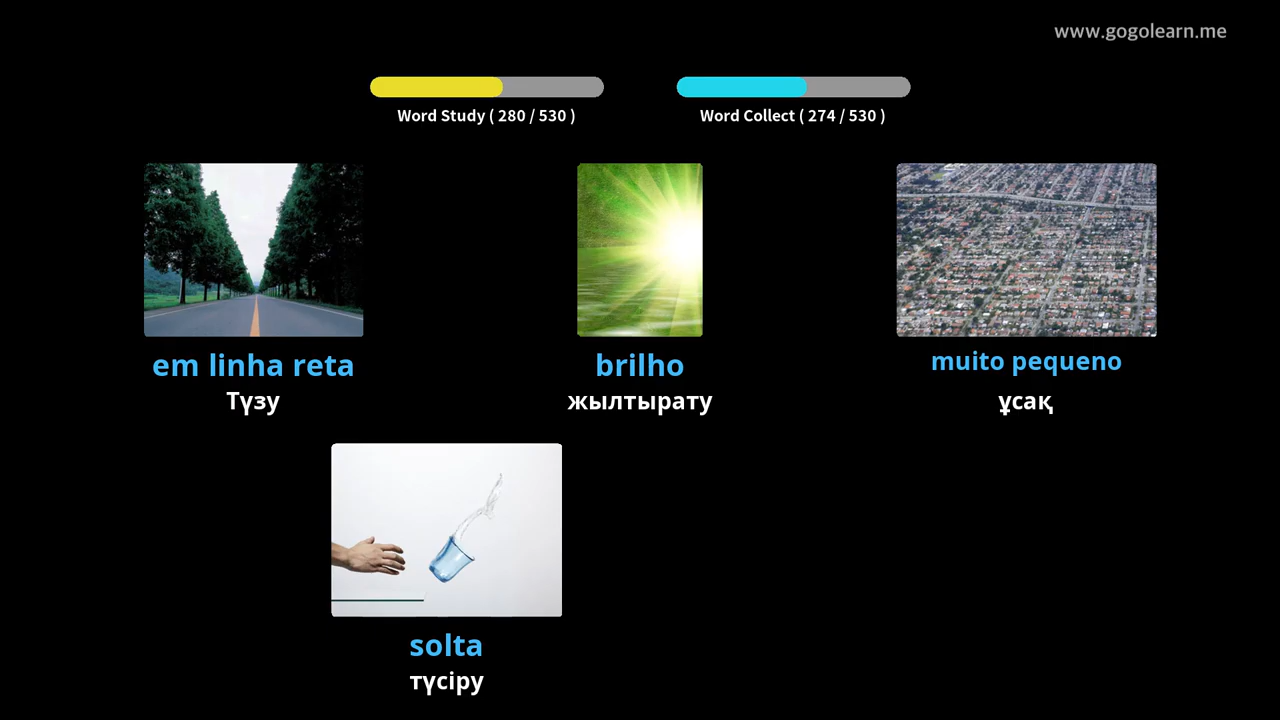 www.gogolearn.me
Word Study ( 280 / 530 )
Word Collect ( 274 / 530 )
em linha reta
Түзу
brilho
жылтырату
muito pequeno
ұсақ
solta
түсіру